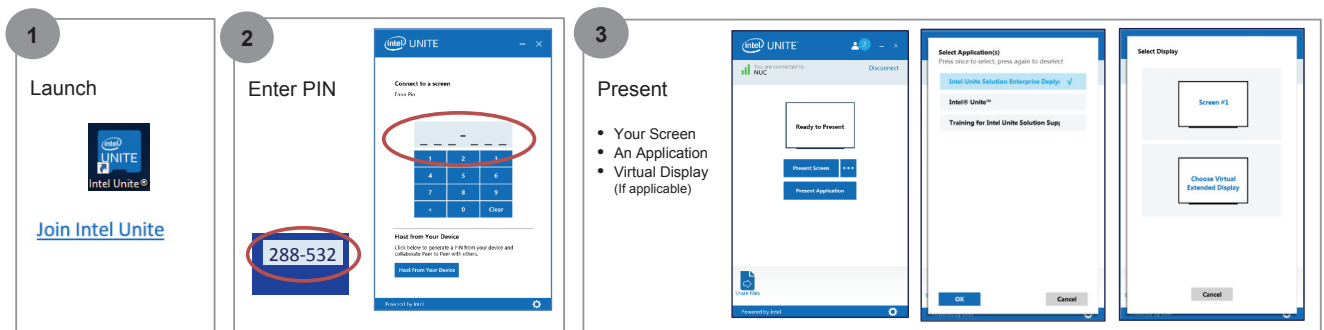 1
Launch
intel
UNITE
Intel Unite®
Join Intel Unite
2
Enter PIN
288-532
intel UNITE
Connect to a screen
Enter Pin
–
1 2 3
4 5 6
7 8 9
< 0 Clear
Host from Your Device
Click below to generate a PIN from your device and
collaborate Peer to Peer with others.
Host From Your Device
Powered by Intel
3
Present
• Your Screen
• An Application
• Virtual Display
(If applicable)
intel UNITE 2
You are connected to
NUC
Disconnect
Ready to Present
Present Screen •••
Present Application
Share Files
Powered by Intel
Select Application(s)
Press once to select, press again to deselect
Intel Unite Solution Enterprise Deploy √
Intel® Unite™
Training for Intel Unite Solution Supp
OK Cancel
Select Display
Screen #1
Choose Virtual
Extended Display
Cancel